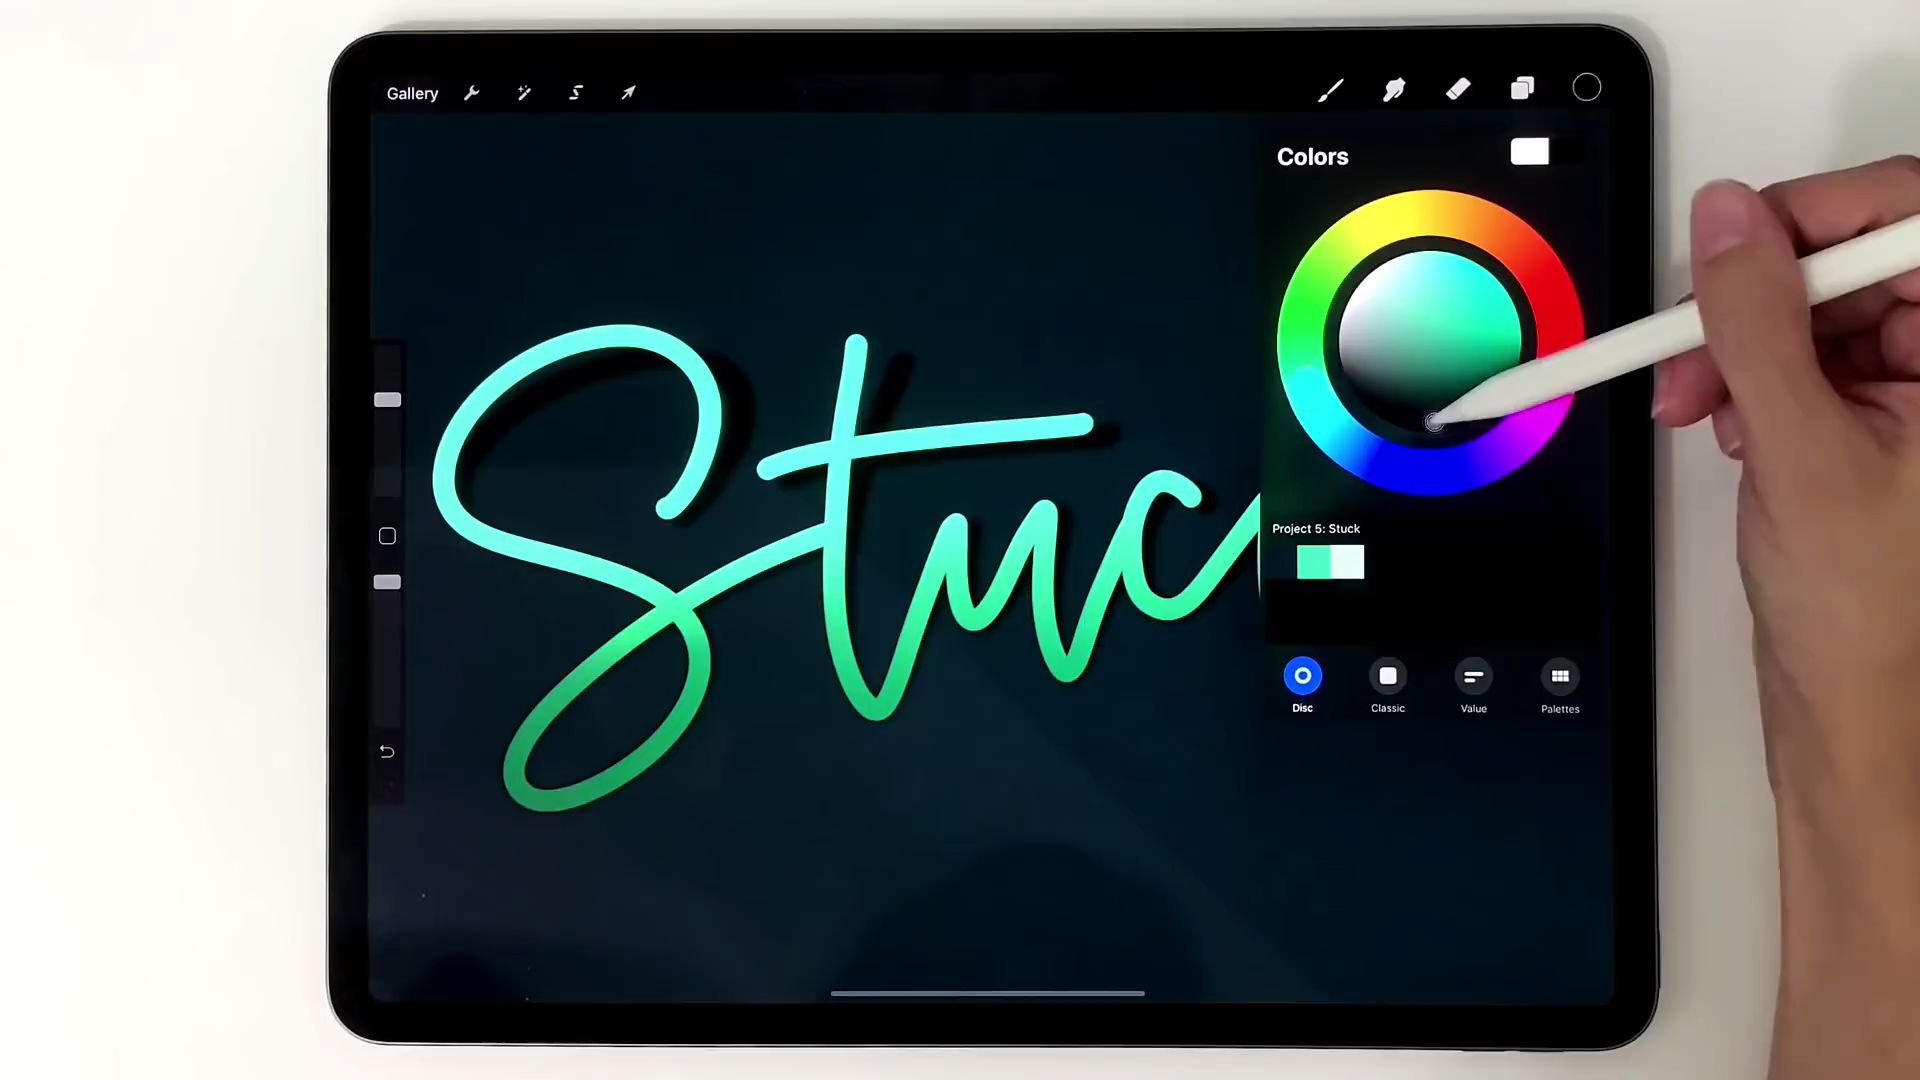 Gallery
Colors
Stuc
Project 5: Stuck
Disc
Classic
Value
Palettes